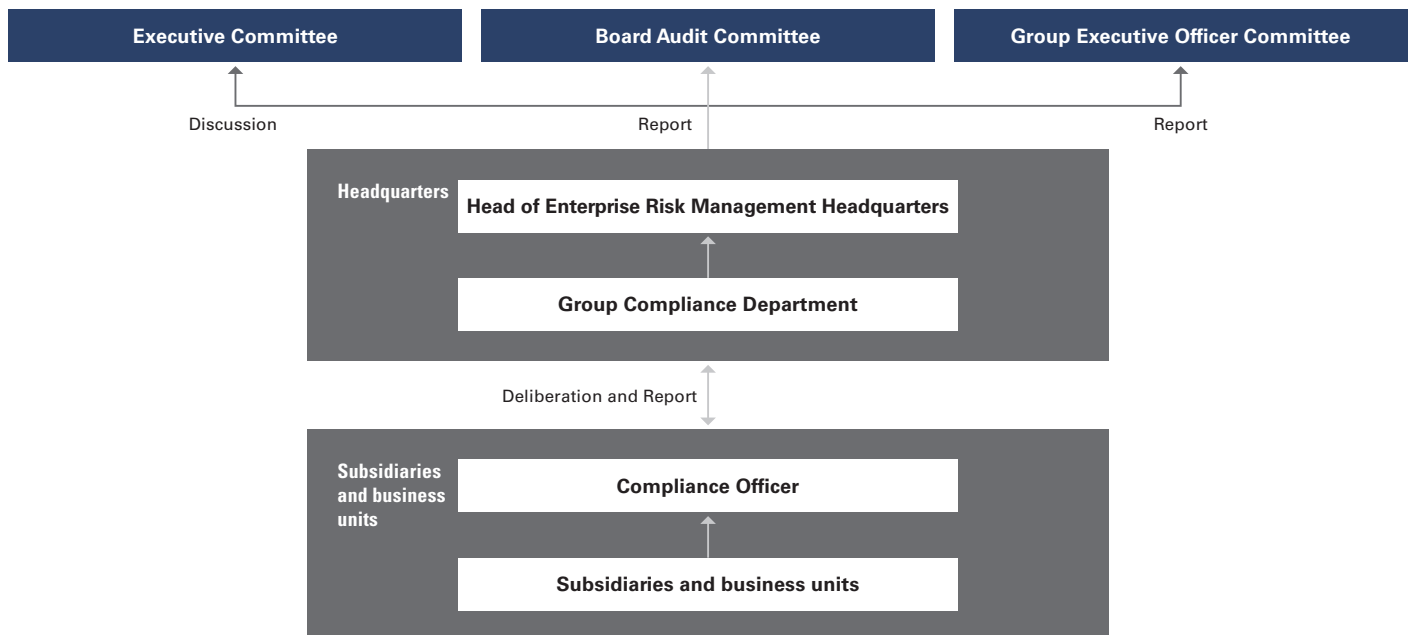 Executive Committee
Board Audit Committee
Group Executive Officer Committee
Discussion
Report
Report
Headquarters
Head of Enterprise Risk Management Headquarters
Group Compliance Department
Deliberation and Report
Subsidiaries
and business
units
Compliance Officer
Subsidiaries and business units